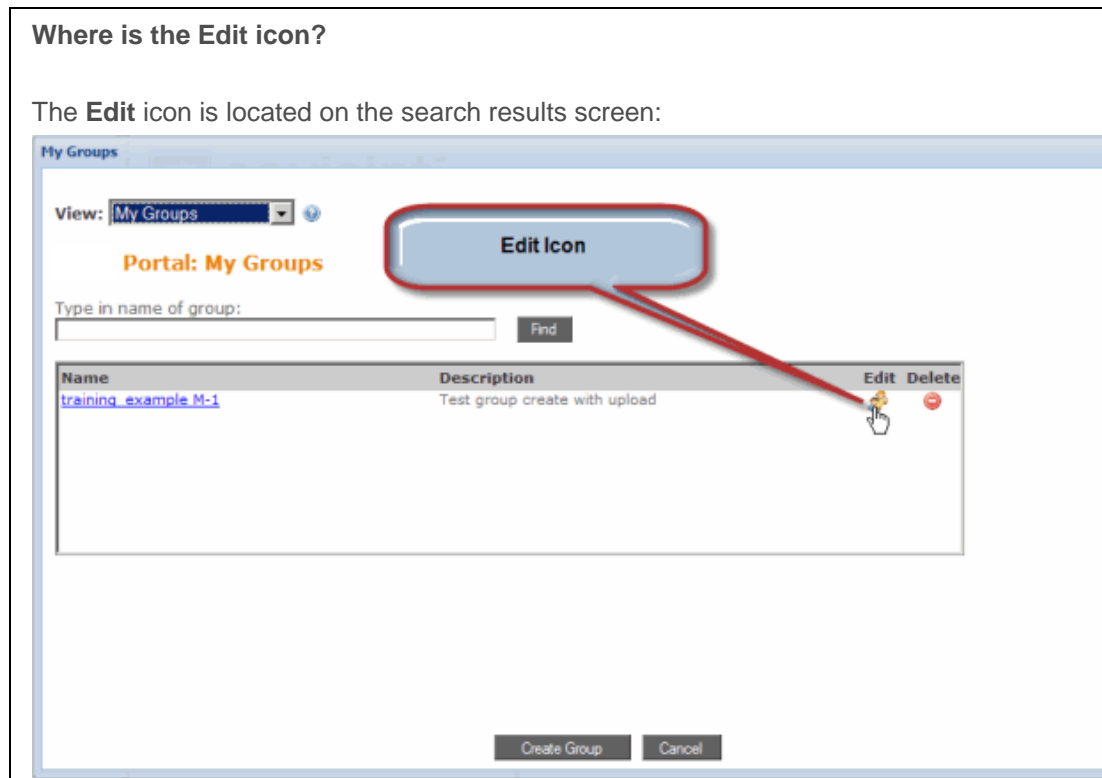 Where is the Edit icon?
The Edit icon is located on the search results screen:
My Groups
View: My Groups
Edit Icon
Portal: My Groups
Type in name of group:
Find
Name Description Edit Delete
training_example M-1 Test group create with upload
Create Group Cancel